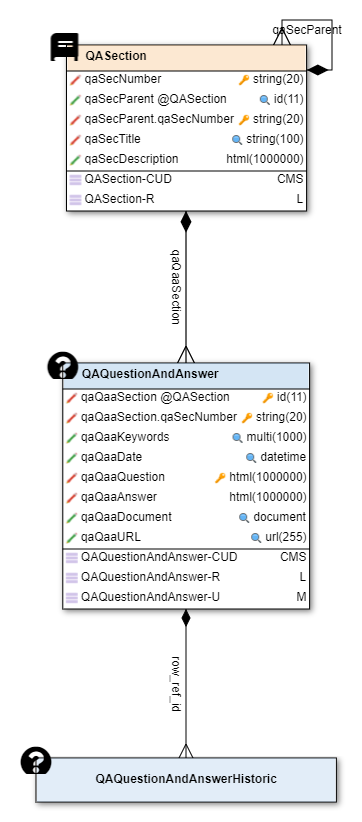 qaSecParent
QASection
qaSecNumber string(20)
qaSecParent @QASection id(11)
qaSecParent.qaSecNumber string(20)
qaSecTitle string(100)
qaSecDescription html(1000000)
QASection-CUD CMS
QASection-R L
qaQaaSection
QAQuestionAndAnswer
qaQaaSection @QASection id(11)
qaQaaSection.qaSecNumber string(20)
qaQaaKeywords multi(1000)
qaQaaDate datetime
qaQaaQuestion html(1000000)
qaQaaAnswer html(1000000)
qaQaaDocument document
qaQaaURL url(255)
QAQuestionAndAnswer-CUD CMS
QAQuestionAndAnswer-R L
QAQuestionAndAnswer-U M
row_ref_id
QAQuestionAndAnswerHistoric